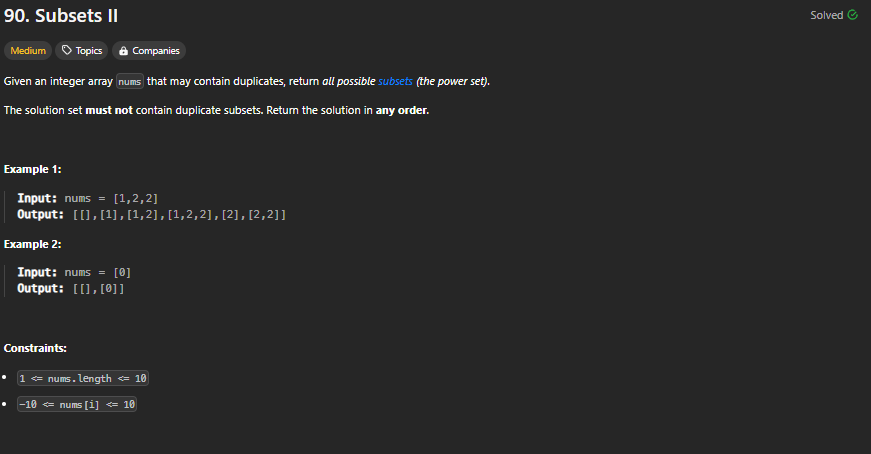 90. Subsets II
Solved
Medium Topics Companies
Given an integer array nums that may contain duplicates, return all possible subsets (the power set).
The solution set must not contain duplicate subsets. Return the solution in any order.
Example 1:
Input: nums = [1,2,2]
Output: [[],[1],[1,2],[1,2,2],[2],[2,2]]
Example 2:
Input: nums = [0]
Output: [[],[0]]
Constraints:
• 1 <= nums.length <= 10
• -10 <= nums[i] <= 10